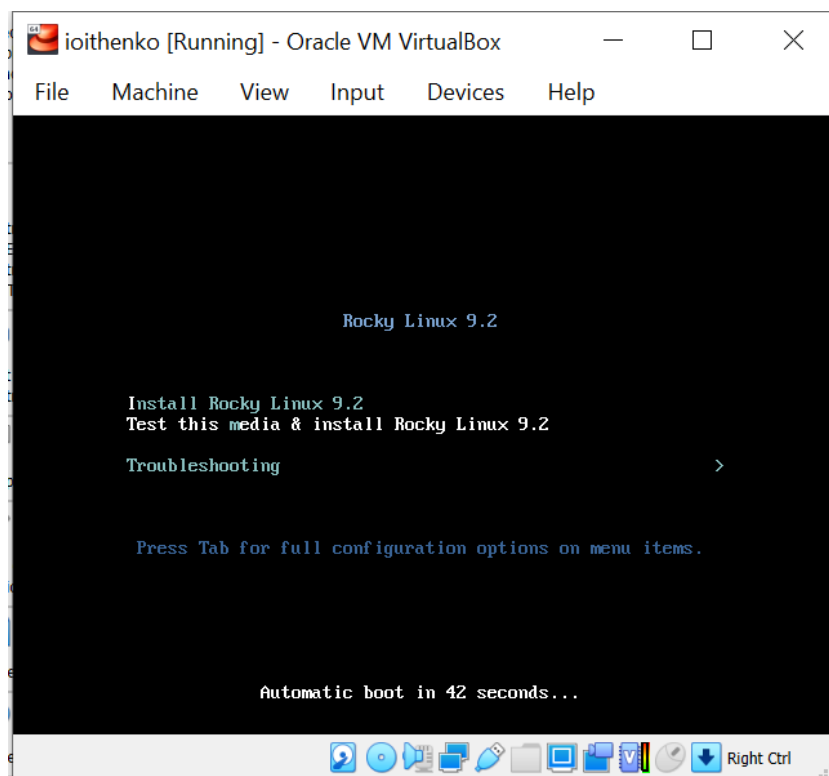 64
ioithenko [Running] - Oracle VM VirtualBox
File Machine View Input Devices Help
Rocky Linux 9.2
Install Rocky Linux 9.2
Test this media & install Rocky Linux 9.2
Troubleshooting >
Press Tab for full configuration options on menu items.
Automatic boot in 42 seconds...
V
Right Ctrl